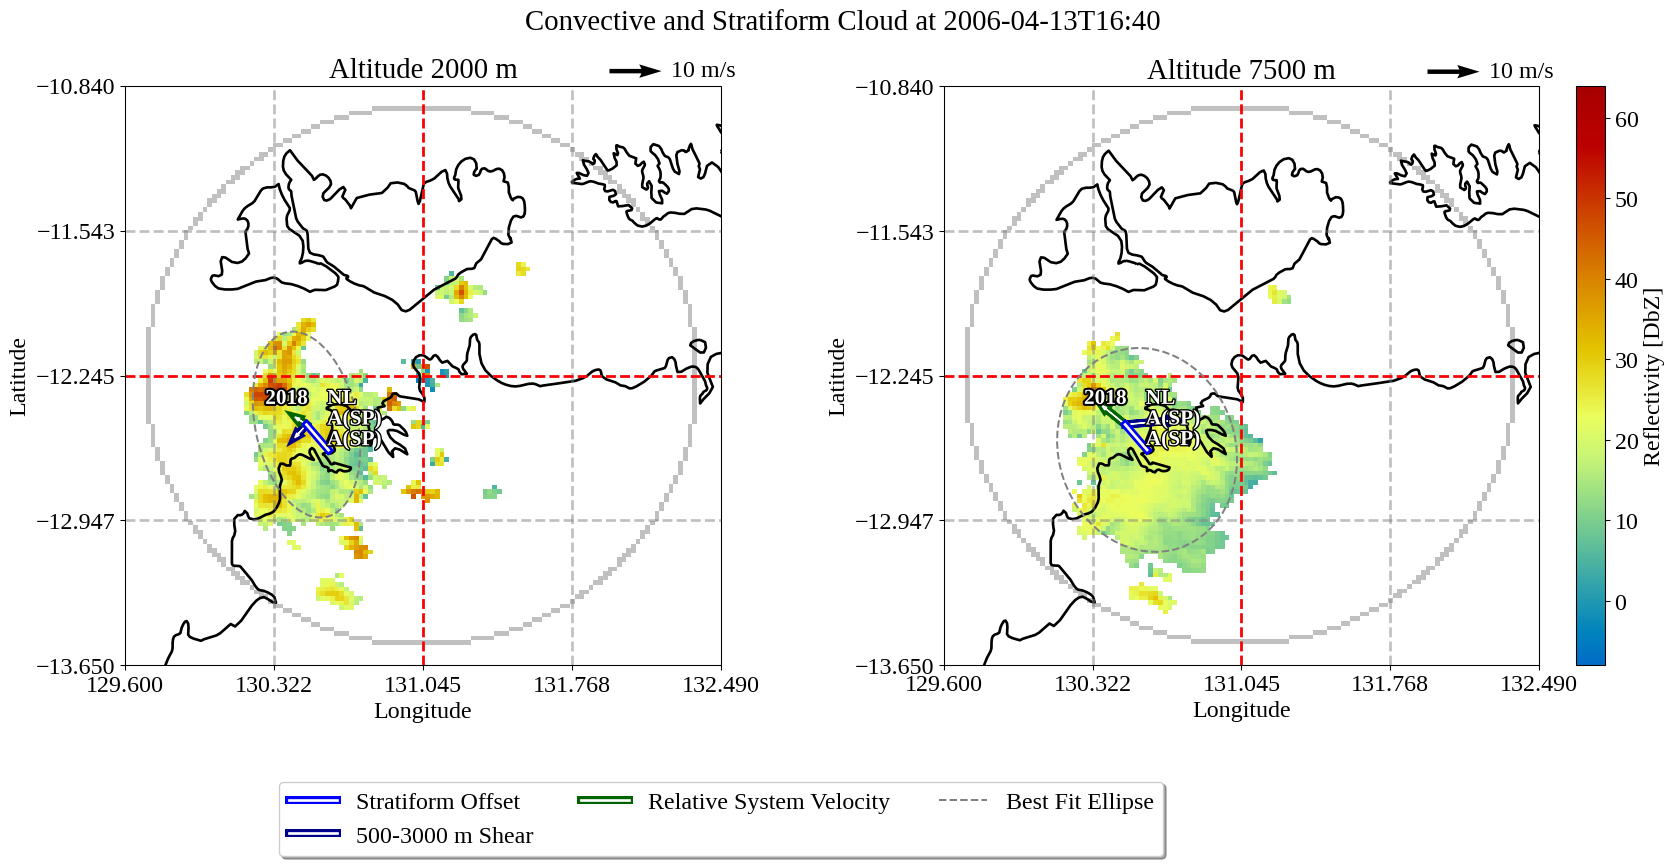 Convective and Stratiform Cloud at 2006-04-13T16:40
Altitude 2000 m
10 m/s
−10.840
−11.543
−12.245
−12.947
−13.650
Latitude
129.600
130.322
131.045
131.768
132.490
Longitude
2018
NL
A(SP)
A(SP)
Altitude 7500 m
10 m/s
−10.840
−11.543
−12.245
−12.947
−13.650
Latitude
129.600
130.322
131.045
131.768
132.490
Longitude
2018
NL
A(SP)
A(SP)
60
50
40
30
20
10
0
Reflectivity [DbZ]
Stratiform Offset
500-3000 m Shear
Relative System Velocity
Best Fit Ellipse